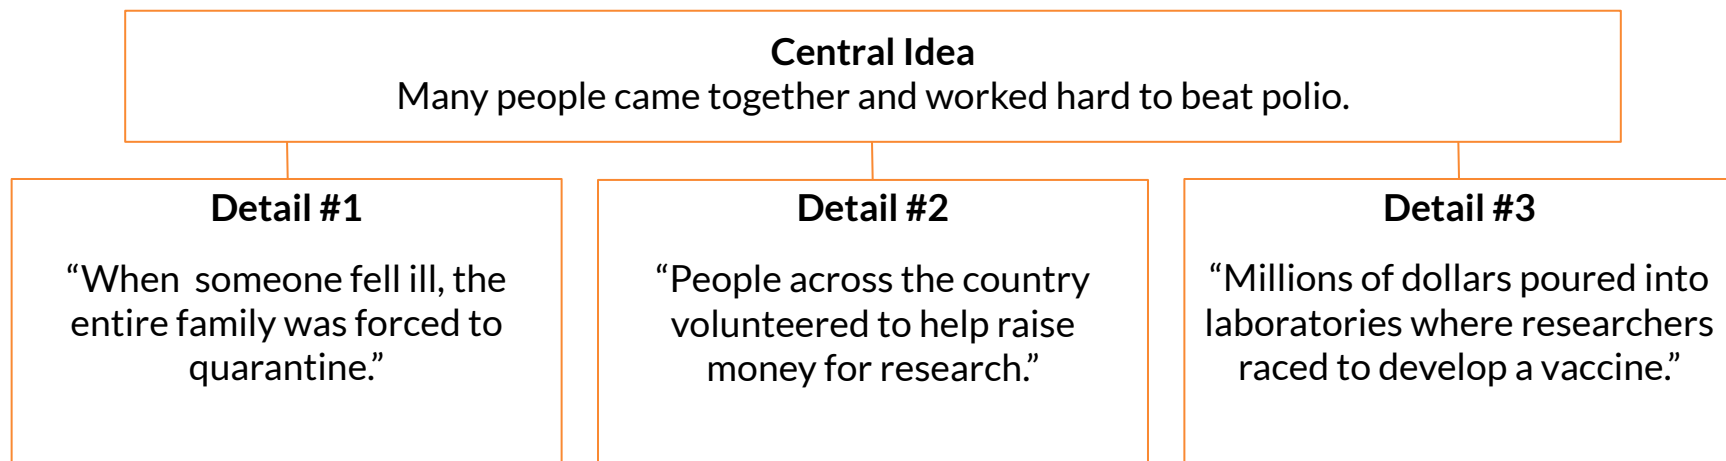 Central Idea
Many people came together and worked hard to beat polio.
Detail #1
“When  someone fell ill, the
entire family was forced to
quarantine.”
Detail #2
“People across the country
volunteered to help raise
money for research.”
Detail #3
“Millions of dollars poured into
laboratories where researchers
raced to develop a vaccine.”